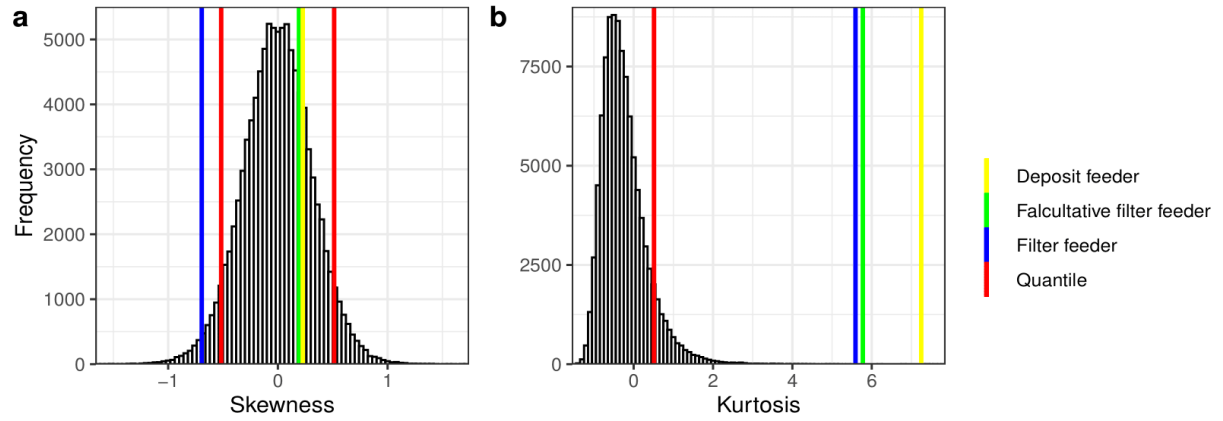 a
5000
4000
3000
2000
1000
0
Frequency
−1
0
1
Skewness
b
7500
5000
2500
0
0
2
4
6
Kurtosis
Deposit feeder
Falcultative filter feeder
Filter feeder
Quantile